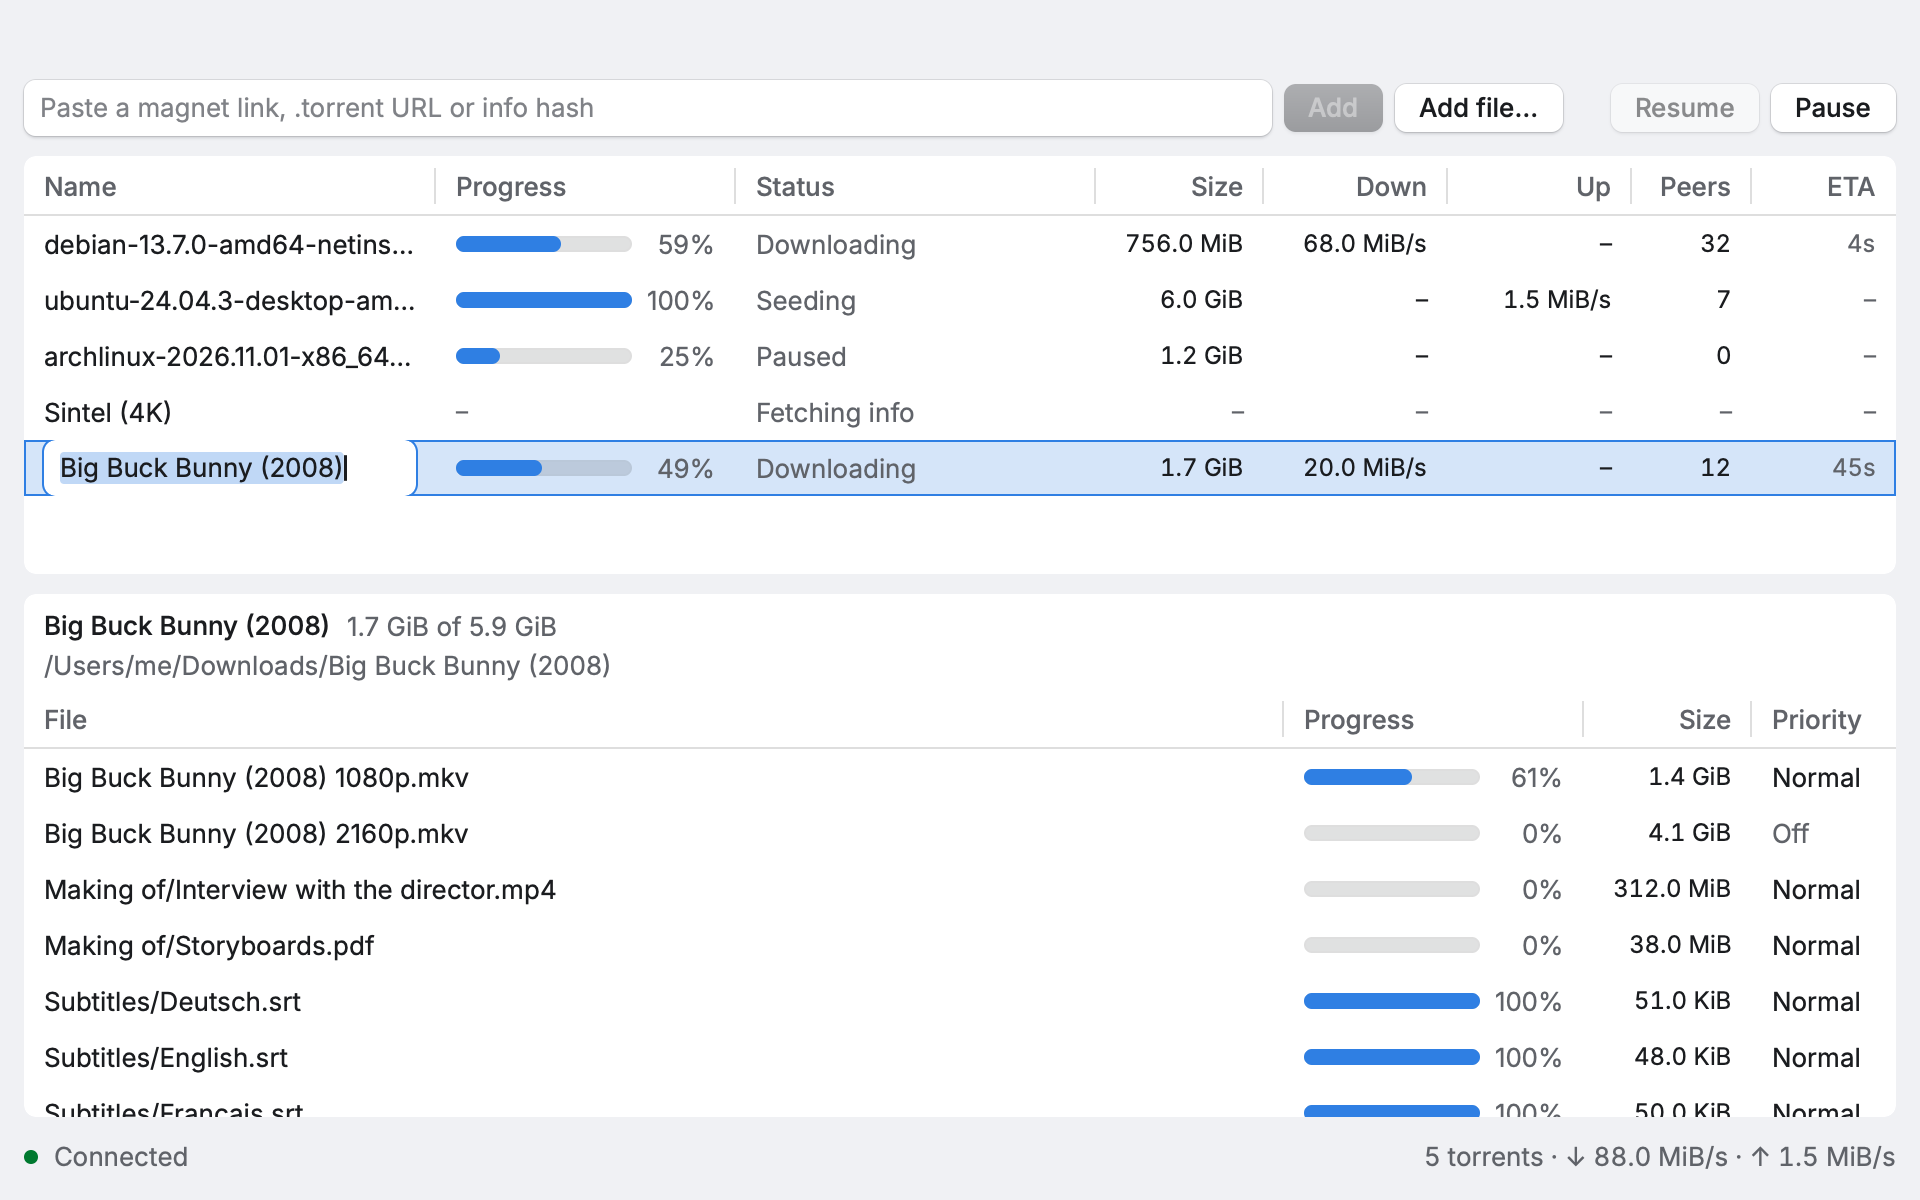 Paste a magnet link, .torrent URL or info hash Add Add file... Resume Pause
Name Progress Status Size Down Up Peers ETA
debian-13.7.0-amd64-netins... 59% Downloading 756.0 MiB 68.0 MiB/s – 32 4s
ubuntu-24.04.3-desktop-am... 100% Seeding 6.0 GiB – 1.5 MiB/s 7 –
archlinux-2026.11.01-x86_64... 25% Paused 1.2 GiB – – 0 –
Sintel (4K) – Fetching info – – – – –
Big Buck Bunny (2008) 49% Downloading 1.7 GiB 20.0 MiB/s – 12 45s
Big Buck Bunny (2008) 1.7 GiB of 5.9 GiB
/Users/me/Downloads/Big Buck Bunny (2008)
File Progress Size Priority
Big Buck Bunny (2008) 1080p.mkv 61% 1.4 GiB Normal
Big Buck Bunny (2008) 2160p.mkv 0% 4.1 GiB Off
Making of/Interview with the director.mp4 0% 312.0 MiB Normal
Making of/Storyboards.pdf 0% 38.0 MiB Normal
Subtitles/Deutsch.srt 100% 51.0 KiB Normal
Subtitles/English.srt 100% 48.0 KiB Normal
Subtitles/Francais.srt 100% 50.0 KiB Normal
Connected 5 torrents · ↓ 88.0 MiB/s · ↑ 1.5 MiB/s